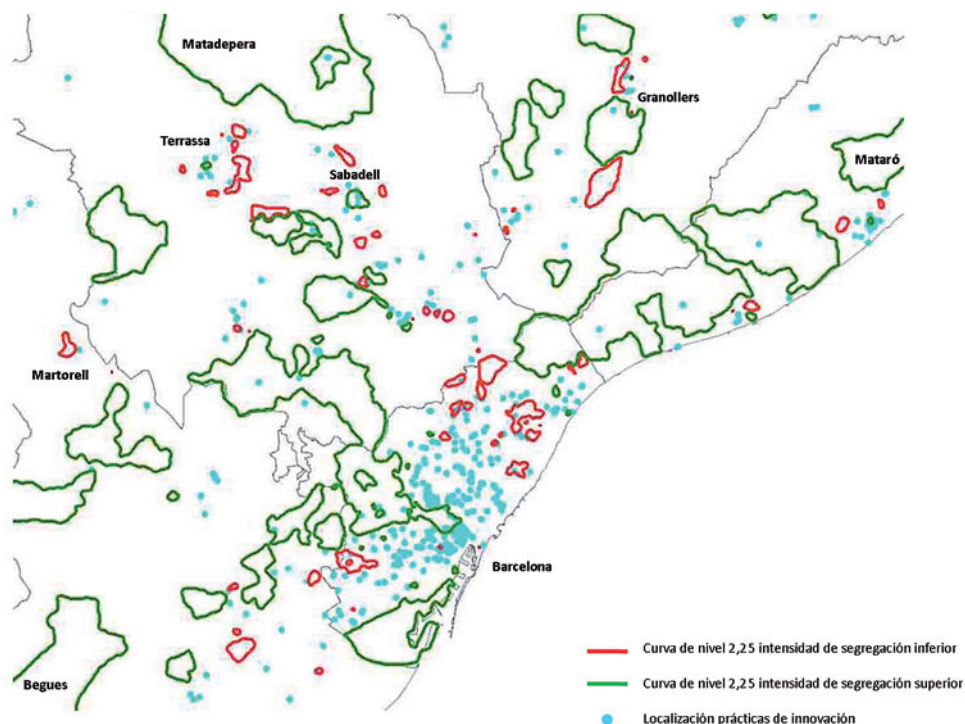 Matadepera
Granollers
Terrassa
Sabadell
Mataró
Martorell
Barcelona
Begues
Curva de nivel 2,25 intensidad de segregación inferior
Curva de nivel 2,25 intensidad de segregación superior
Localización prácticas de innovación